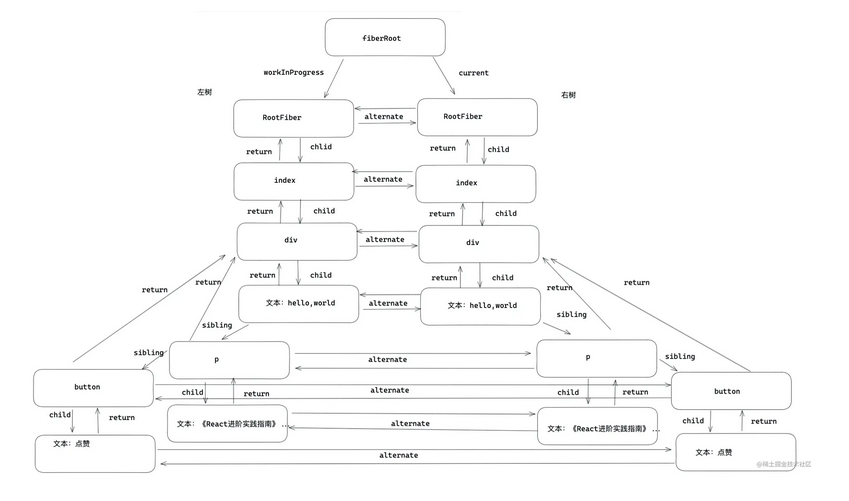 fiberRoot
workInProgress
current
左树
右树
RootFiber
alternate
RootFiber
return
chlid
return
child
index
alternate
index
return
child
return
child
div
alternate
div
return
child
return
child
return
return
return
return
文本：hello,world
alternate
文本：hello,world
sibling
sibling
sibling
p
alternate
p
sibling
button
child
return
alternate
child
return
button
child
return
文本：《React进阶实践指南》...
alternate
文本：《React进阶实践指南》...
child
return
文本：点赞
alternate
文本：点赞
@稀土掘金技术社区